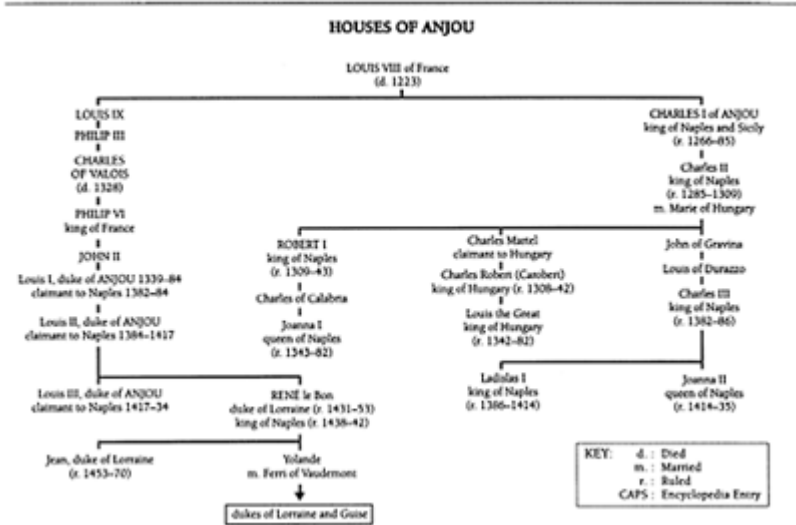 HOUSES OF ANJOU
LOUIS VIII of France
(d. 1223)
LOUIS IX
PHILIP III
CHARLES
OF VALOIS
(d. 1328)
PHILIP VI
king of France
JOHN II
Louis I, duke of ANJOU 1339–84
claimant to Naples 1382–84
Louis II, duke of ANJOU
claimant to Naples 1384–1417
Louis III, duke of ANJOU
claimant to Naples 1417–34
RENÉ le Bon
duke of Lorraine (r. 1431–53)
king of Naples (r. 1438–42)
Jean, duke of Lorraine
(r. 1453–70)
Yolande
m. Ferri of Vaudemont
dukes of Lorraine and Guise
CHARLES I of ANJOU
king of Naples and Sicily
(r. 1266–85)
Charles II
king of Naples
(r. 1285–1309)
m. Marie of Hungary
ROBERT I
king of Naples
(r. 1309–43)
Charles of Calabria
Joanna I
queen of Naples
(r. 1343–82)
Charles Martel
claimant to Hungary
Charles Robert (Carobert)
king of Hungary (r. 1308–42)
Louis the Great
king of Hungary
(r. 1342–82)
John of Gravina
Louis of Durazzo
Charles III
king of Naples
(r. 1382–86)
Ladislas I
king of Naples
(r. 1386–1414)
Joanna II
queen of Naples
(r. 1414–35)
KEY: d. : Died
m. : Married
r. : Ruled
CAPS : Encyclopedia Entry